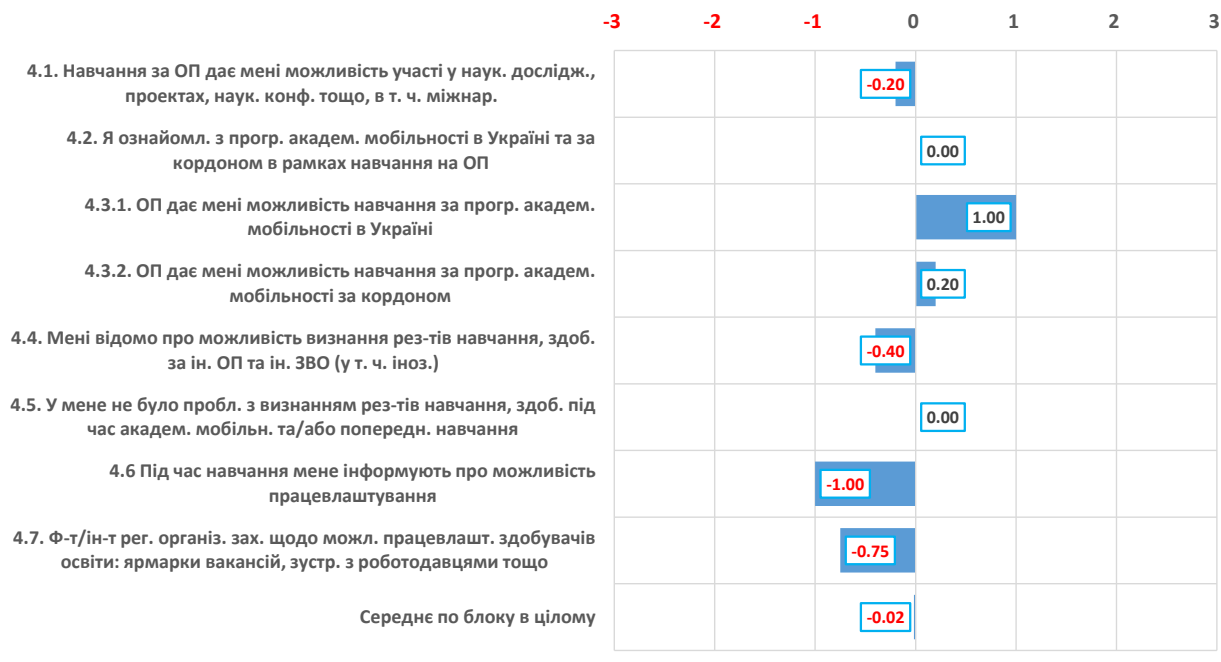 -3 -2 -1 0 1 2 3
4.1. Навчання за ОП дає мені можливість участі у наук. дослідж.,
проектах, наук. конф. тощо, в т. ч. міжнар.
-0.20
4.2. Я ознайомл. з прогр. академ. мобільності в Україні та за
кордоном в рамках навчання на ОП
0.00
4.3.1. ОП дає мені можливість навчання за прогр. академ.
мобільності в Україні
1.00
4.3.2. ОП дає мені можливість навчання за прогр. академ.
мобільності за кордоном
0.20
4.4. Мені відомо про можливість визнання рез-тів навчання, здоб.
за ін. ОП та ін. ЗВО (у т. ч. іноз.)
-0.40
4.5. У мене не було пробл. з визнанням рез-тів навчання, здоб. під
час академ. мобільн. та/або попередн. навчання
0.00
4.6 Під час навчання мене інформують про можливість
працевлаштування
-1.00
4.7. Ф-т/ін-т рег. організ. зах. щодо можл. працевлашт. здобувачів
освіти: ярмарки вакансій, зустр. з роботодавцями тощо
-0.75
Середнє по блоку в цілому
-0.02